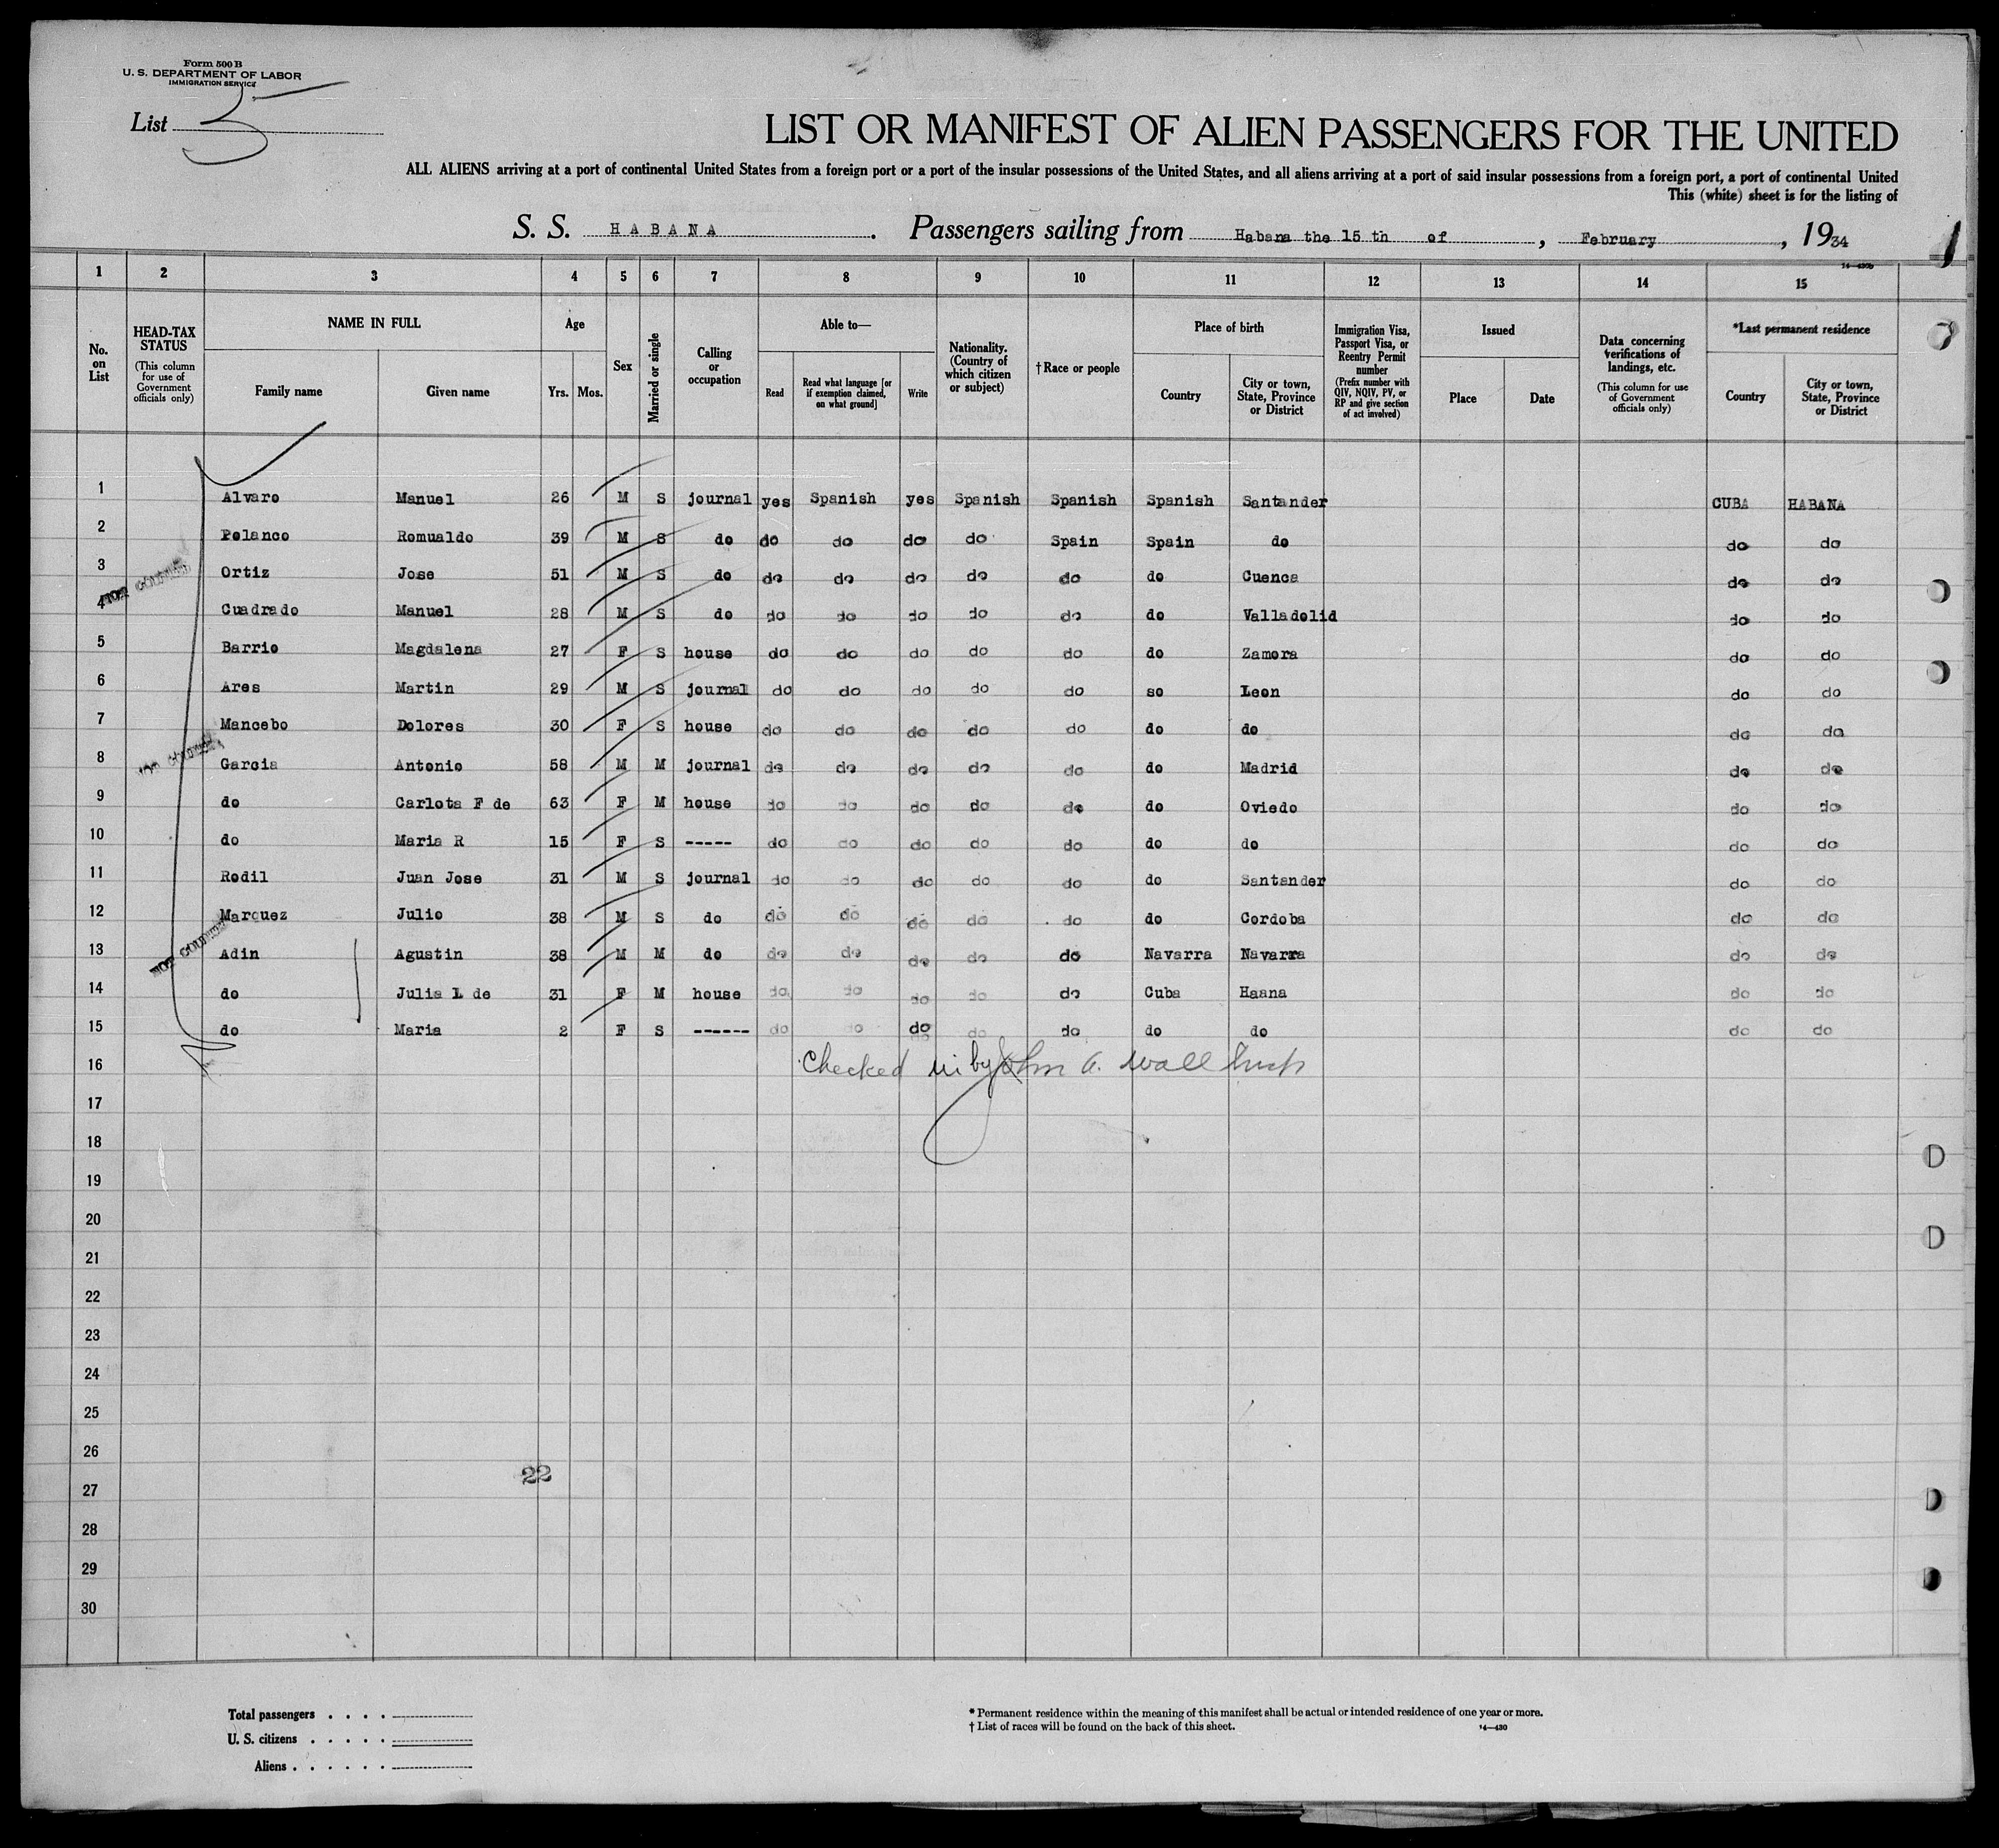 Form 500 B
U. S. DEPARTMENT OF LABOR
IMMIGRATION SERVICE
List 5
LIST OR MANIFEST OF ALIEN PASSENGERS FOR THE UNITED
ALL ALIENS arriving at a port of continental United States from a foreign port or a port of the insular possessions of the United States, and all aliens arriving at a port of said insular possessions from a foreign port, a port of continental United
This (white) sheet is for the listing of
S. S. HABANA . Passengers sailing from Habana the 15 th of , February , 1934
1 2 3 4 5 6 7 8 9 10 11 12 13 14 15
No. on List
HEAD-TAX STATUS
(This column for use of Government officials only)
NAME IN FULL
Family name
Given name
Age
Yrs.
Mos.
Sex
Married or single
Calling or occupation
Able to—
Read
Read what language [or if exemption claimed, on what ground]
Write
Nationality. (Country of which citizen or subject)
†Race or people
Place of birth
Country
City or town, State, Province or District
Immigration Visa, Passport Visa, or Reentry Permit number
(Prefix number with QIV, NQIV, PV, or RP and give section of act involved)
Issued
Place
Date
Data concerning verifications of landings, etc.
(This column for use of Government officials only)
*Last permanent residence
Country
City or town, State, Province or District
1 Alvaro Manuel 26 M S journal yes Spanish yes Spanish Spanish Spanish Santander CUBA HABANA
2 Polanco Romualdo 39 M S do do do do do Spain Spain do do do
3 Ortiz Jose 51 M S do do do do do do do Cuenca do do
4 Cuadrado Manuel 28 M S do do do do do do do Valladolid do do
5 Barrio Magdalena 27 F S house do do do do do do Zamora do do
6 Ares Martin 29 M S journal do do do do do so Leon do do
7 Mancebo Dolores 30 F S house do do do do do do do do do
8 Garcia Antonio 58 M M journal do do do do do do Madrid do do
9 do Carlota F de 63 F M house do do do do do do Oviedo do do
10 do Maria R 15 F S ----- do do do do do do do do do
11 Rodil Juan Jose 31 M S journal do do do do do do Santander do do
12 Marquez Julio 38 M S do do do do do do do Cordoba do do
13 Adin Agustin 38 M M do do do do do do Navarra Navarra do do
14 do Julia L de 31 F M house do do do do do Cuba Haana do do
15 do Maria 2 F S ------ do do do do do do do do do
NOT COUNTED
NOT COUNTED
NOT COUNTED
16 Checked in by John A. Wall Insp
17
18
19
20
21
22
23
24
25
26
22
27
28
29
30
Total passengers . . . .
U. S. citizens . . . . .
Aliens . . . . . .
* Permanent residence within the meaning of this manifest shall be actual or intended residence of one year or more.
† List of races will be found on the back of this sheet.
14—430